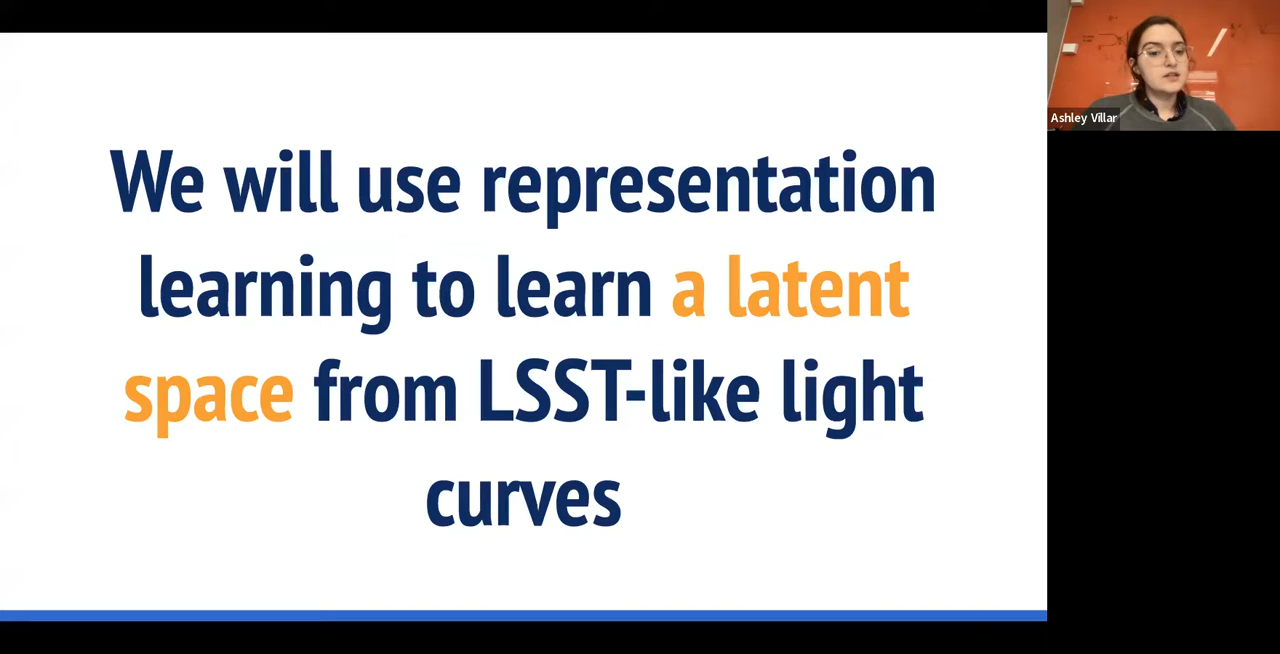 We will use representation
learning to learn a latent
space from LSST-like light
curves
Ashley Villar